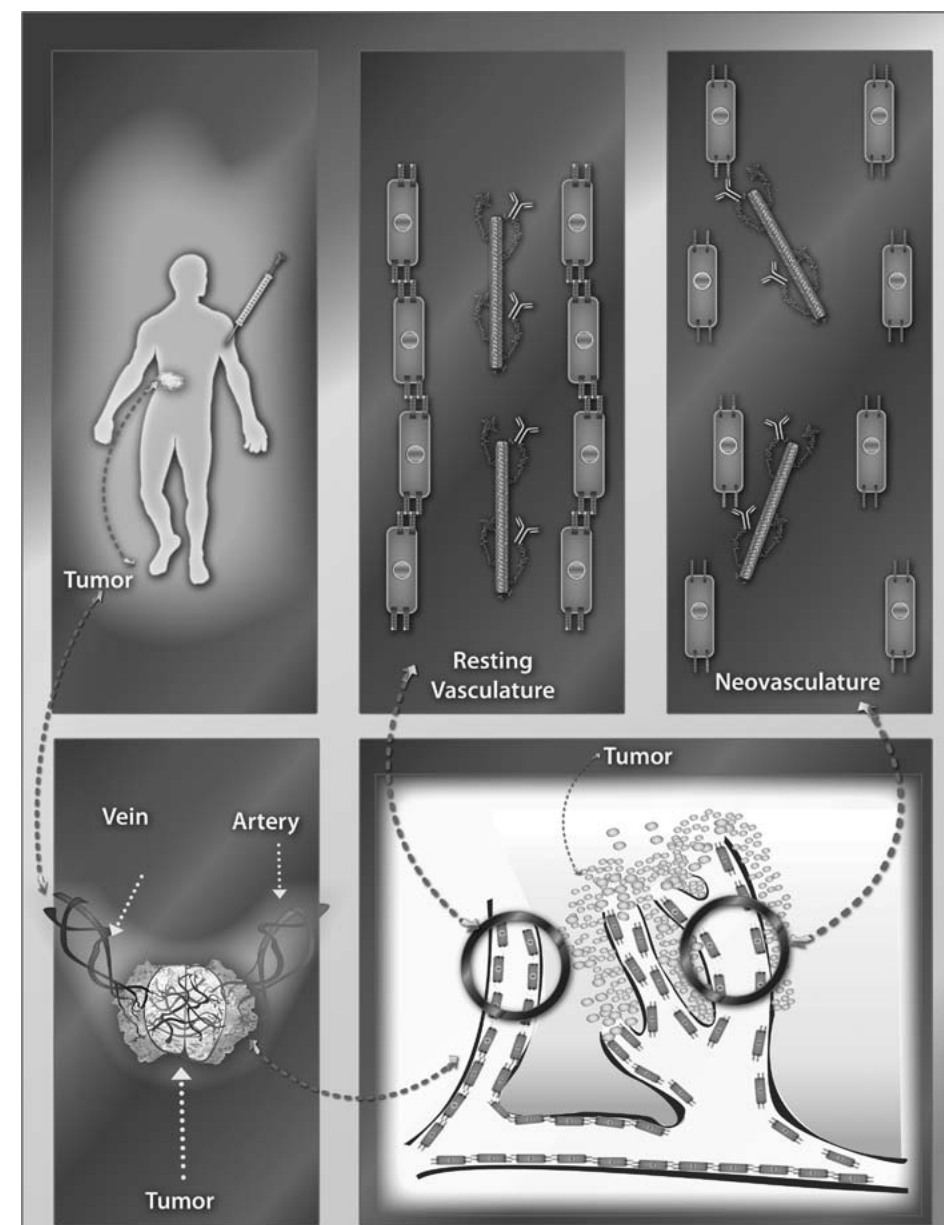 Tumor
Resting
Vasculature
Neovasculature
Vein
Artery
Tumor
Tumor